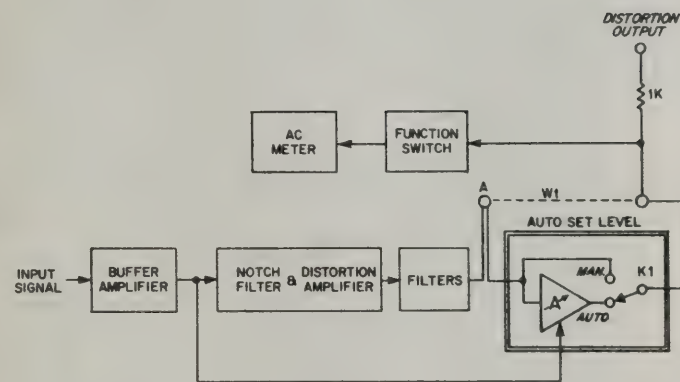 DISTORTION
OUTPUT
1K
AC
METER
FUNCTION
SWITCH
A
W1
AUTO SET LEVEL
INPUT
SIGNAL
BUFFER
AMPLIFIER
NOTCH
FILTER
a
DISTORTION
AMPLIFIER
FILTERS
MAN.
K1
-A
AUTO